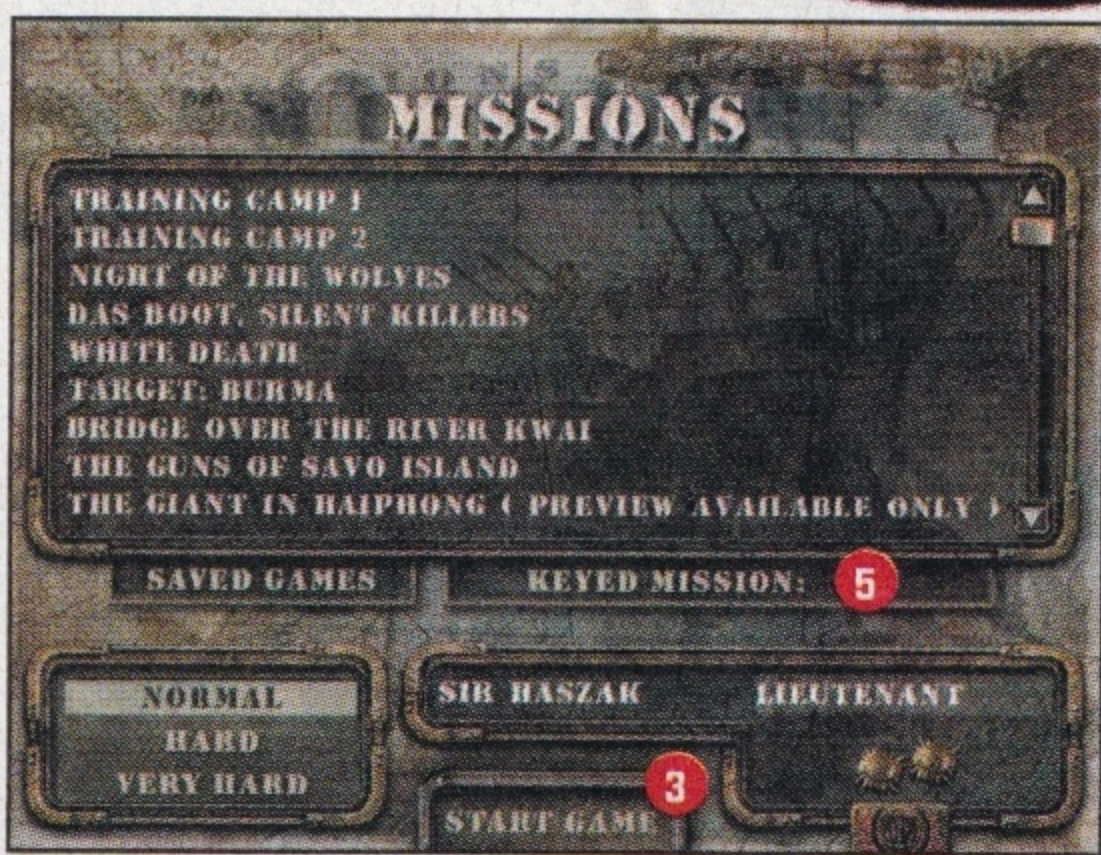 MISSIONS
TRAINING CAMP 1
TRAINING CAMP 2
NIGHT OF THE WOLVES
DAS BOOT, SILENT KILLERS
WHITE DEATH
TARGET: BURMA
BRIDGE OVER THE RIVER KWAI
THE GUNS OF SAVO ISLAND
THE GIANT IN HAIPHONG ( PREVIEW AVAILABLE ONLY )
SAVED GAMES
KEYED MISSION: 5
NORMAL
HARD
VERY HARD
SIR HASZAK LIEUTENANT
3
START GAME